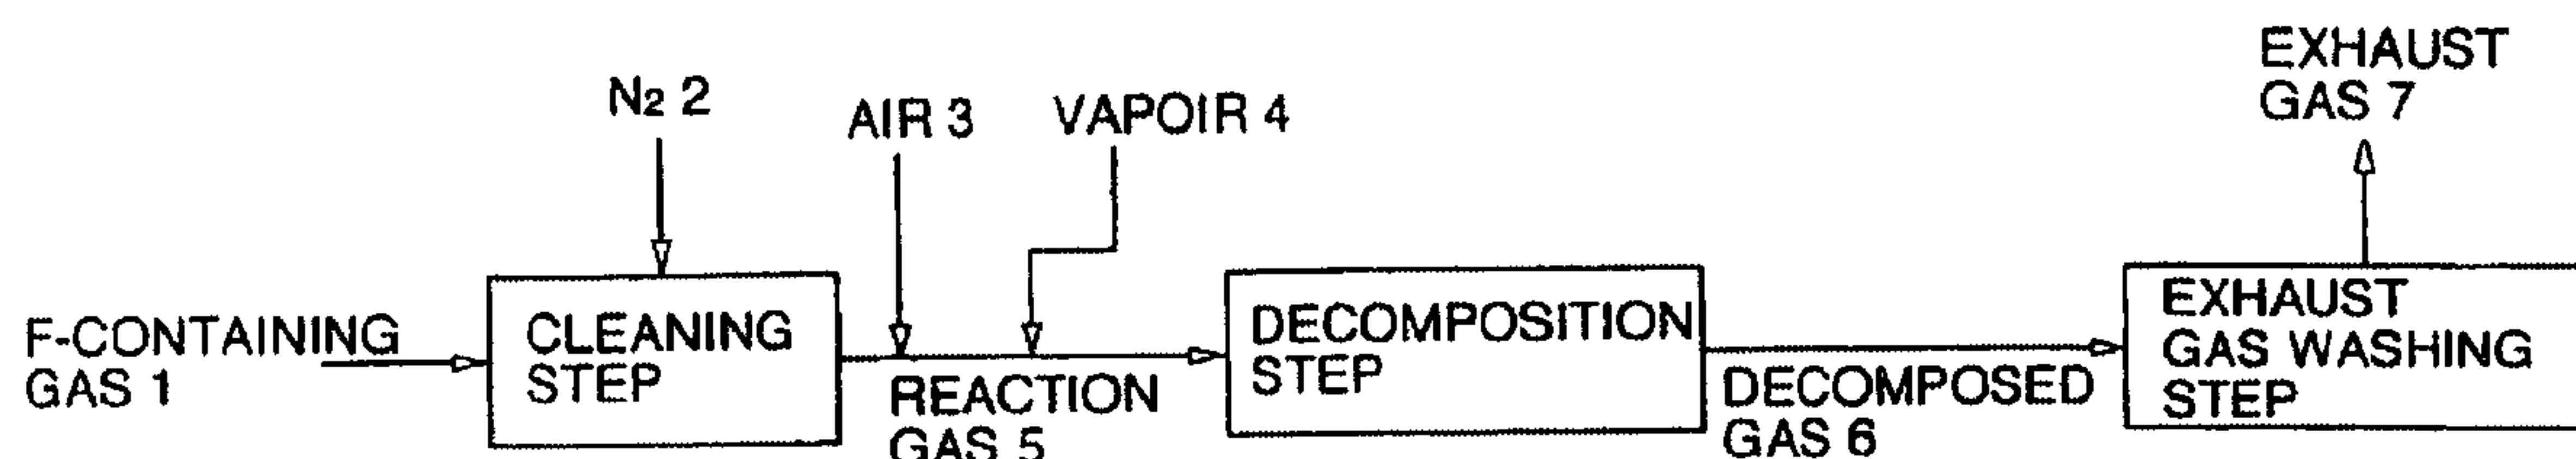 EXHAUST
GAS 7
N₂ 2
AIR 3
VAPOIR 4
F-CONTAINING
GAS 1
CLEANING
STEP
REACTION
GAS 5
DECOMPOSITION
STEP
DECOMPOSED
GAS 6
EXHAUST
GAS WASHING
STEP